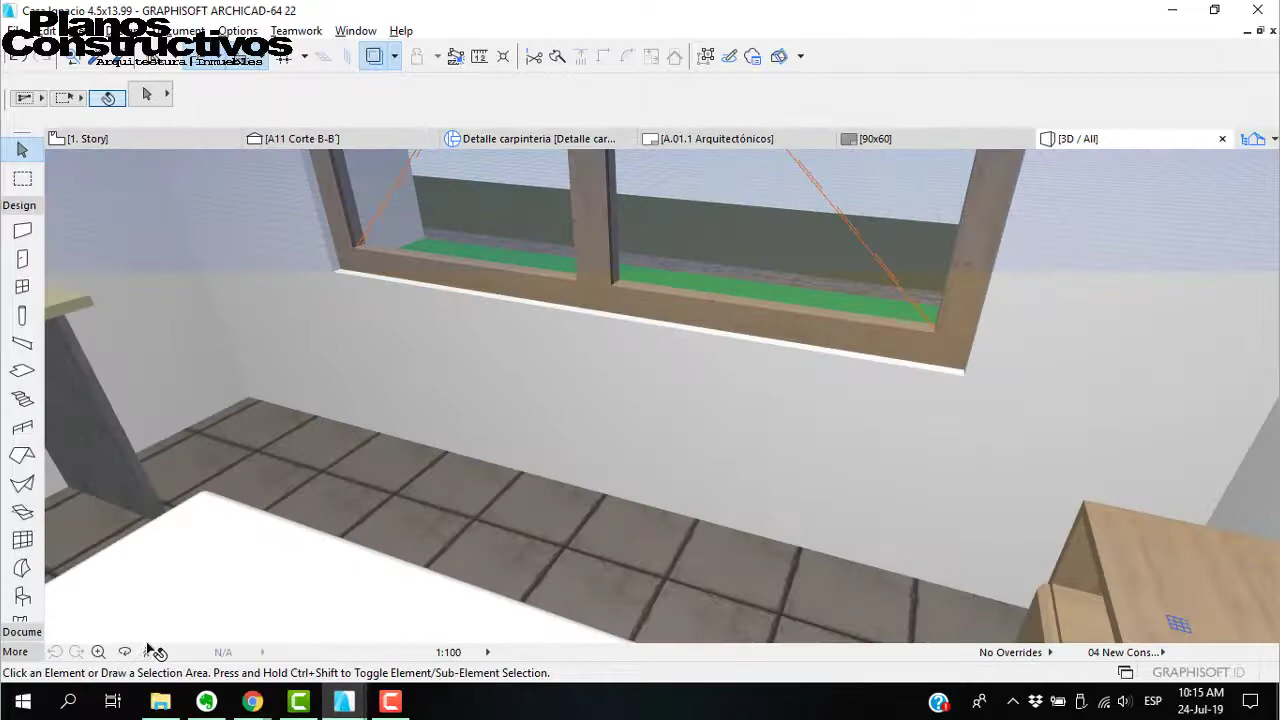 Casa Ignacio 4.5x13.99 - GRAPHISOFT ARCHICAD-64 22
Planos
Constructivos
Arquitectura|Inmuebles
Options Teamwork Window Help
[1. Story] [A11 Corte B-B'] Detalle carpinteria [Detalle car... [A.01.1 Arquitectónicos] [90x60] [3D / All]
Design
Docume
More N/A 1:100 No Overrides 04 New Cons...
Click an Element or Draw a Selection Area. Press and Hold Ctrl+Shift to Toggle Element/Sub-Element Selection. GRAPHISOFT ID
ESP 10:15 AM
24-Jul-19